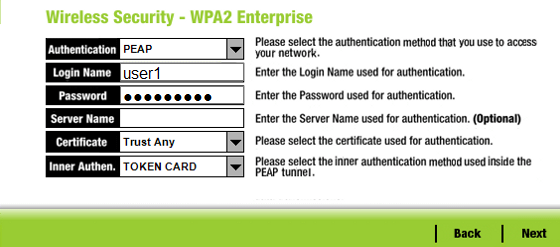 Wireless Security - WPA2 Enterprise
Authentication PEAP Please select the authentication method that you use to access
your network.
Login Name user1 Enter the Login Name used for authentication.
Password ●●●●●●●●● Enter the Password used for authentication.
Server Name Enter the Server Name used for authentication. (Optional)
Certificate Trust Any Please select the certificate used for authentication.
Inner Authen. TOKEN CARD Please select the inner authentication method used inside the
PEAP tunnel.
Back Next